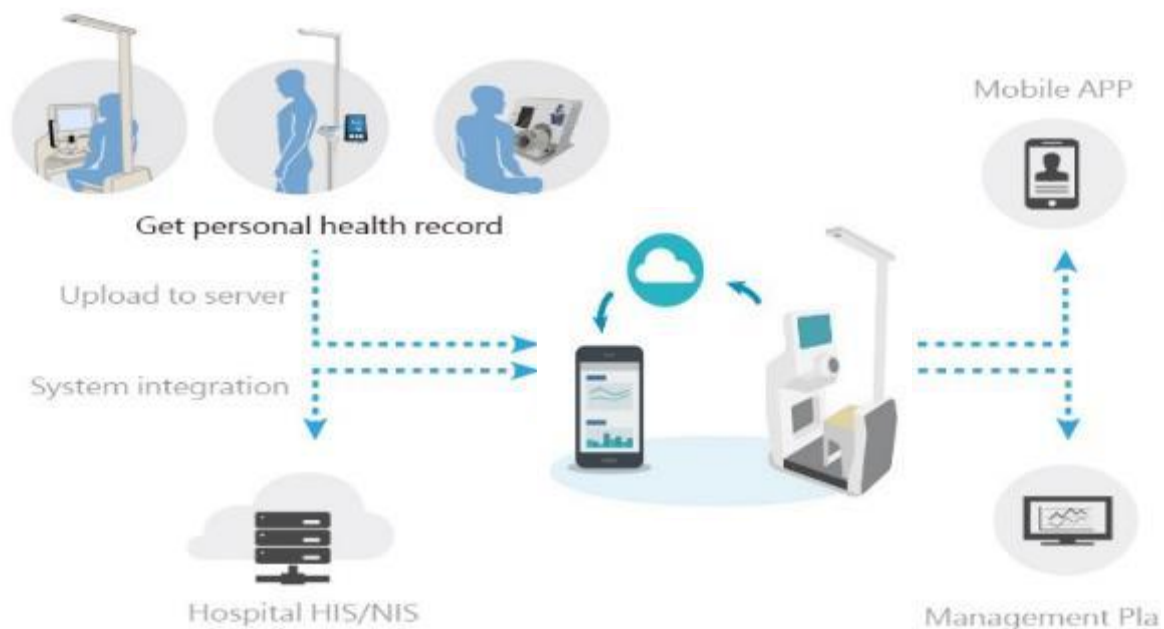 Mobile APP
Get personal health record
Upload to server
System integration
Hospital HIS/NIS
Management Pla